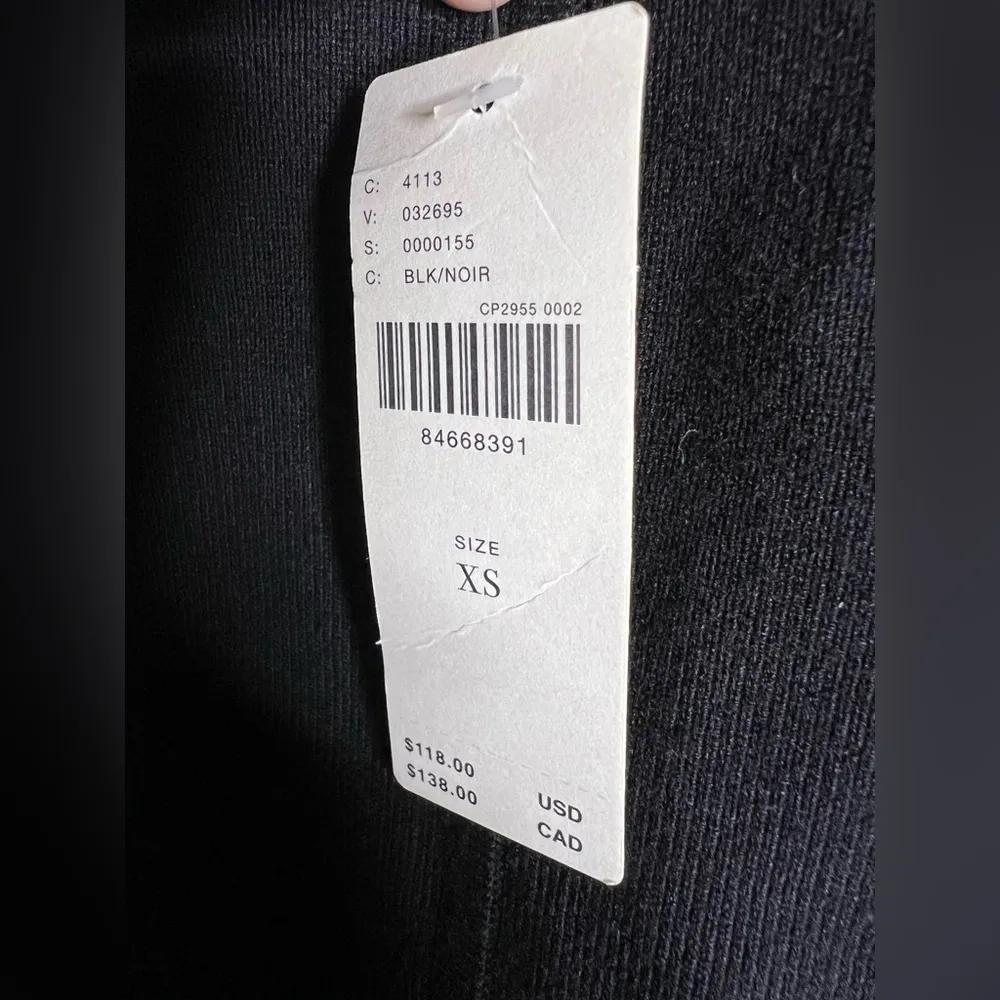 C: 4113
V: 032695
S: 0000155
C: BLK/NOIR
CP2955 0002
84668391
SIZE
XS
$118.00 USD
$138.00 CAD